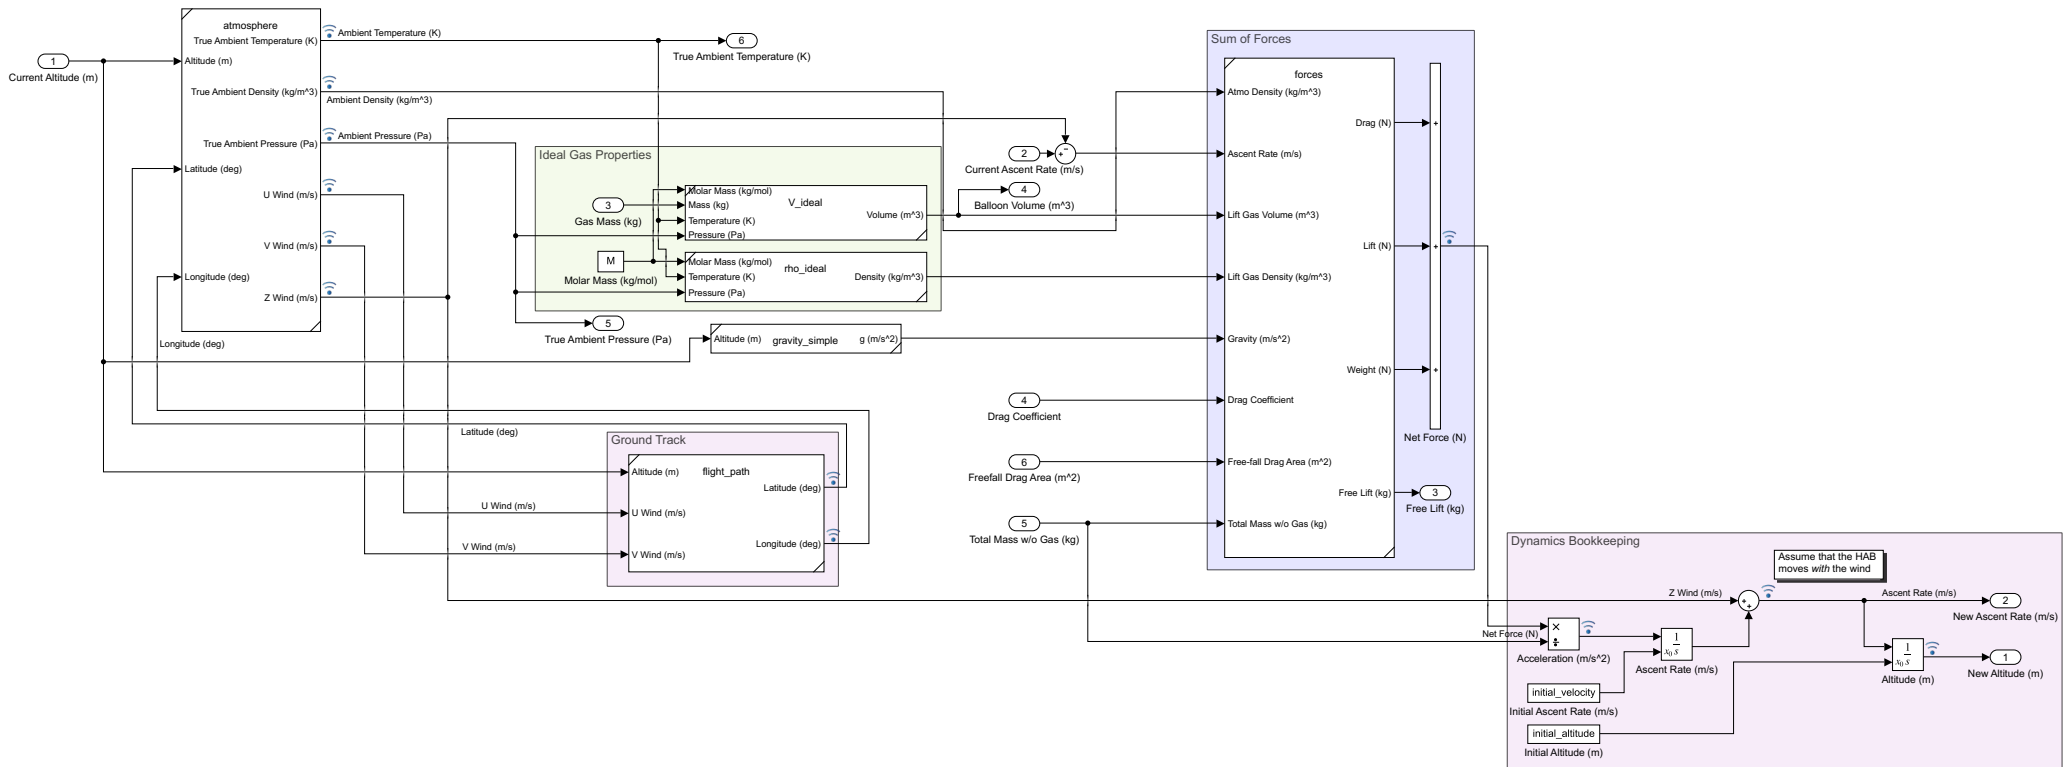 atmosphere
True Ambient Temperature (K)
Altitude (m)
True Ambient Density (kg/m^3)
True Ambient Pressure (Pa)
Latitude (deg)
U Wind (m/s)
V Wind (m/s)
Longitude (deg)
Z Wind (m/s)
1
Current Altitude (m)
Ambient Temperature (K)
Ambient Density (kg/m^3)
Ambient Pressure (Pa)
6
True Ambient Temperature (K)
Longitude (deg)
Latitude (deg)
Ideal Gas Properties
3
Gas Mass (kg)
M
Molar Mass (kg/mol)
Molar Mass (kg/mol)
V_ideal
Mass (kg)
Temperature (K)
Pressure (Pa)
Volume (m^3)
Molar Mass (kg/mol)
rho_ideal
Temperature (K)
Pressure (Pa)
Density (kg/m^3)
5
True Ambient Pressure (Pa)
Altitude (m)
gravity_simple
g (m/s^2)
Ground Track
flight_path
Altitude (m)
U Wind (m/s)
V Wind (m/s)
Latitude (deg)
Longitude (deg)
U Wind (m/s)
V Wind (m/s)
2
+
−
Current Ascent Rate (m/s)
4
Balloon Volume (m^3)
4
Drag Coefficient
6
Freefall Drag Area (m^2)
5
Total Mass w/o Gas (kg)
Sum of Forces
forces
Atmo Density (kg/m^3)
Ascent Rate (m/s)
Lift Gas Volume (m^3)
Lift Gas Density (kg/m^3)
Gravity (m/s^2)
Drag Coefficient
Free-fall Drag Area (m^2)
Total Mass w/o Gas (kg)
Drag (N)
Lift (N)
Weight (N)
Free Lift (kg)
+
+
+
Net Force (N)
3
Free Lift (kg)
Dynamics Bookkeeping
Assume that the HAB
moves with the wind
Z Wind (m/s)
+
+
Ascent Rate (m/s)
2
New Ascent Rate (m/s)
Net Force (N)
×
÷
Acceleration (m/s^2)
1
x₀ s
Ascent Rate (m/s)
1
x₀ s
Altitude (m)
1
New Altitude (m)
initial_velocity
Initial Ascent Rate (m/s)
initial_altitude
Initial Altitude (m)